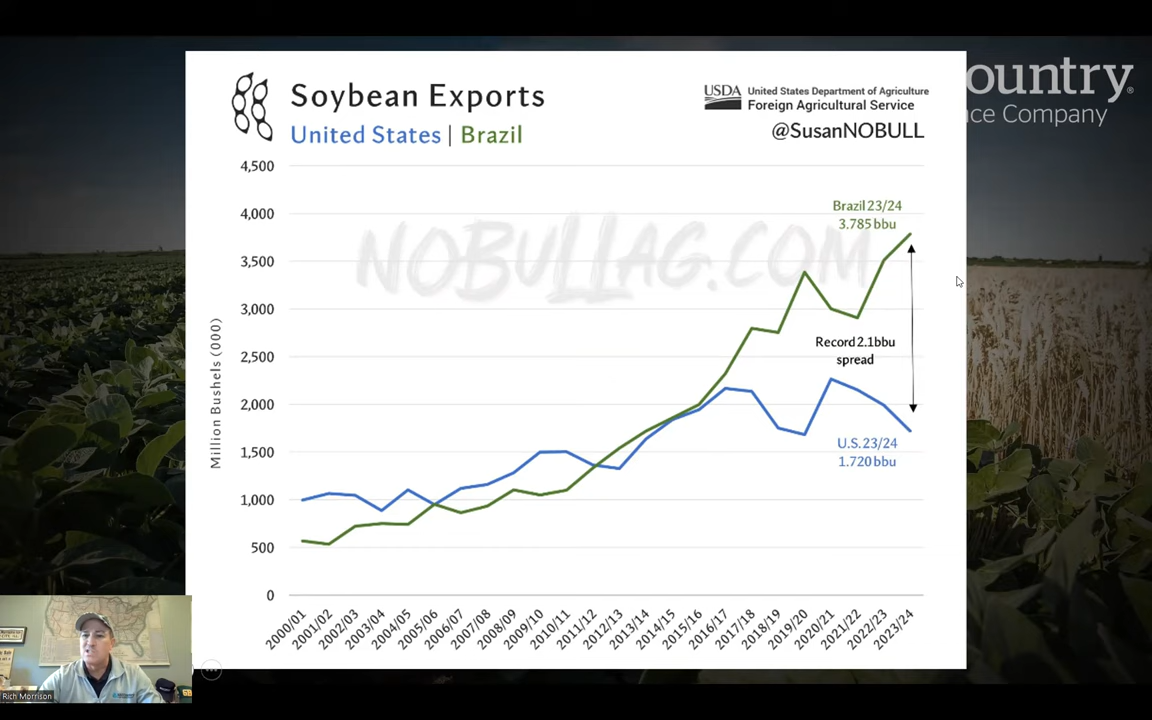 Soybean Exports
United States | Brazil
USDA United States Department of Agriculture
Foreign Agricultural Service
@SusanNOBULL
ountry®
ce Company
NOBULLAG.COM
Million Bushels (000)
4,500
4,000
3,500
3,000
2,500
2,000
1,500
1,000
500
0
Brazil 23/24
3.785 bbu
Record 2.1bbu
spread
U.S. 23/24
1.720 bbu
2000/01
2001/02
2002/03
2003/04
2004/05
2005/06
2006/07
2007/08
2008/09
2009/10
2010/11
2011/12
2012/13
2013/14
2014/15
2015/16
2016/17
2017/18
2018/19
2019/20
2020/21
2021/22
2022/23
2023/24
Rich Morrison